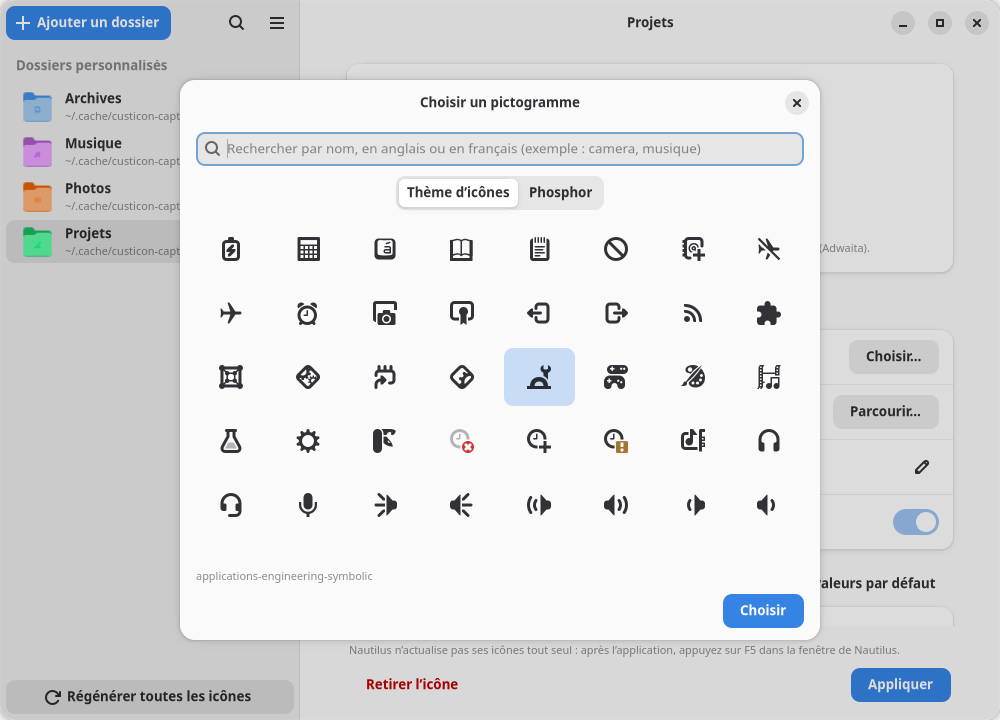 Ajouter un dossier
Projets
Dossiers personnalisés
Archives
~/.cache/custicon-capt
Musique
~/.cache/custicon-capt
Photos
~/.cache/custicon-capt
Projets
~/.cache/custicon-capt
Choisir un pictogramme
Rechercher par nom, en anglais ou en français (exemple : camera, musique)
Thème d’icônes
Phosphor
(Adwaita).
Choisir…
Parcourir…
applications-engineering-symbolic
valeurs par défaut
Choisir
Nautilus n’actualise pas ses icônes tout seul : après l’application, appuyez sur F5 dans la fenêtre de Nautilus.
Régénérer toutes les icônes
Retirer l’icône
Appliquer